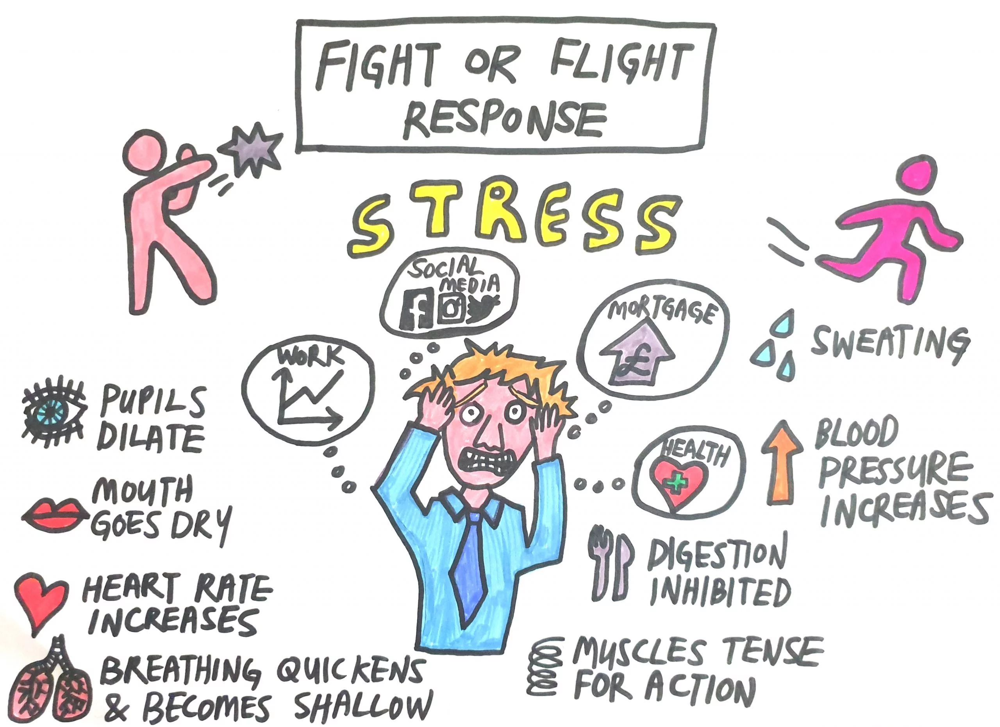 FIGHT OR FLIGHT
RESPONSE
STRESS
SOCIAL
MEDIA
MORTGAGE
£
WORK
HEALTH
PUPILS
DILATE
MOUTH
GOES DRY
HEART RATE
INCREASES
BREATHING QUICKENS
& BECOMES SHALLOW
SWEATING
BLOOD
PRESSURE
INCREASES
DIGESTION
INHIBITED
MUSCLES TENSE
FOR ACTION